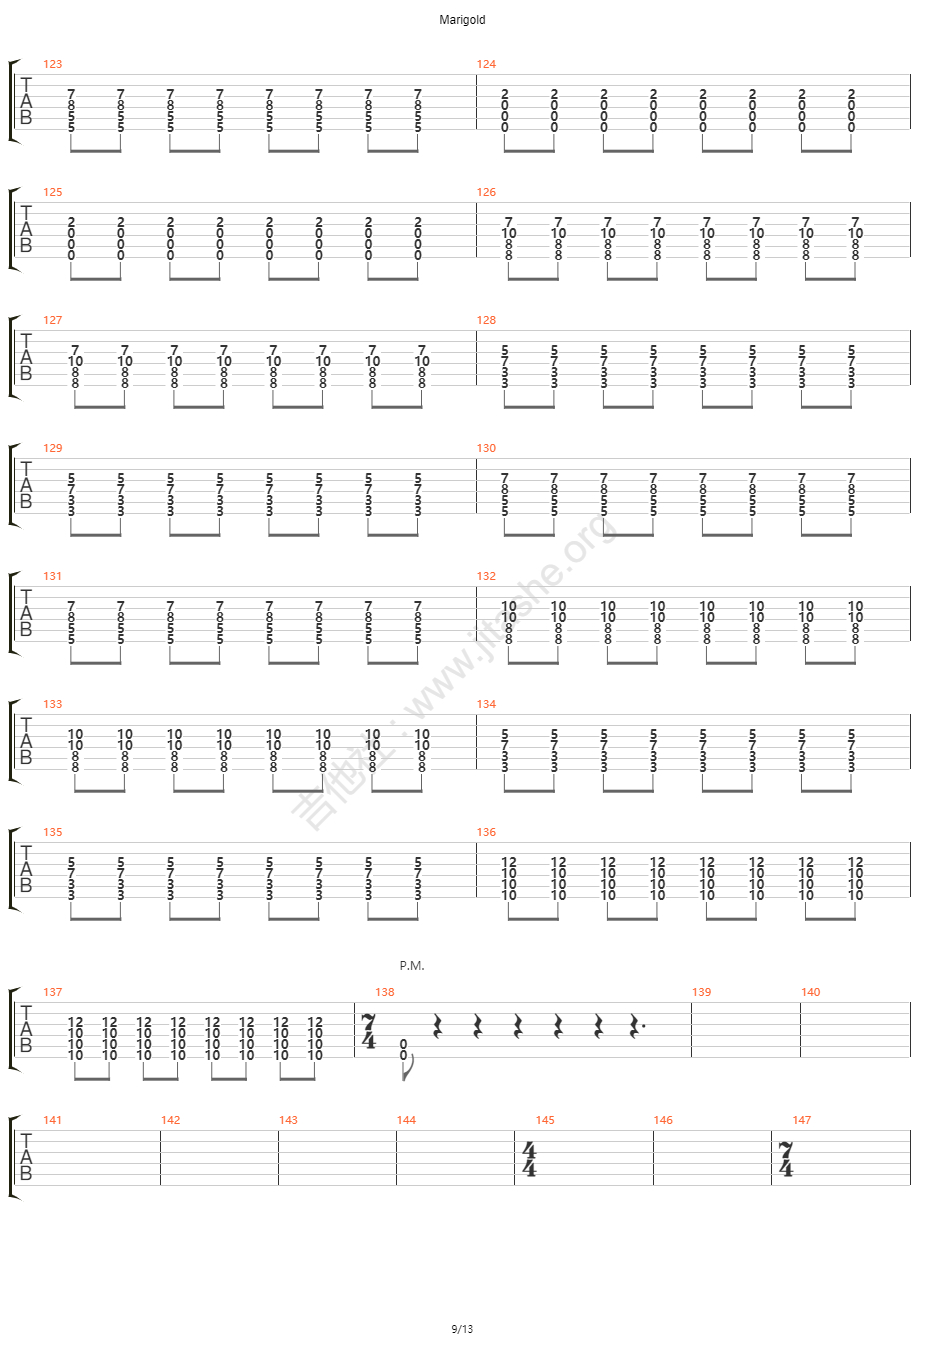 Marigold
123 124
T 7 7 7 7 7 7 7 7 2 2 2 2 2 2 2 2
A 8 8 8 8 8 8 8 8 0 0 0 0 0 0 0 0
B 5 5 5 5 5 5 5 5 0 0 0 0 0 0 0 0
5 5 5 5 5 5 5 5 0 0 0 0 0 0 0 0
125 126
T 2 2 2 2 2 2 2 2 7 7 7 7 7 7 7 7
A 0 0 0 0 0 0 0 0 10 10 10 10 10 10 10 10
B 0 0 0 0 0 0 0 0 8 8 8 8 8 8 8 8
0 0 0 0 0 0 0 0 8 8 8 8 8 8 8 8
127 128
T 7 7 7 7 7 7 7 7 5 5 5 5 5 5 5 5
A 10 10 10 10 10 10 10 10 7 7 7 7 7 7 7 7
B 8 8 8 8 8 8 8 8 3 3 3 3 3 3 3 3
8 8 8 8 8 8 8 8 3 3 3 3 3 3 3 3
129 130
T 5 5 5 5 5 5 5 5 7 7 7 7 7 7 7 7
A 7 7 7 7 7 7 7 7 8 8 8 8 8 8 8 8
B 3 3 3 3 3 3 3 3 5 5 5 5 5 5 5 5
3 3 3 3 3 3 3 3 5 5 5 5 5 5 5 5
131 132
T 7 7 7 7 7 7 7 7 10 10 10 10 10 10 10 10
A 8 8 8 8 8 8 8 8 10 10 10 10 10 10 10 10
B 5 5 5 5 5 5 5 5 8 8 8 8 8 8 8 8
5 5 5 5 5 5 5 5 8 8 8 8 8 8 8 8
133 134
T 10 10 10 10 10 10 10 10 5 5 5 5 5 5 5 5
A 10 10 10 10 10 10 10 10 7 7 7 7 7 7 7 7
B 8 8 8 8 8 8 8 8 3 3 3 3 3 3 3 3
8 8 8 8 8 8 8 8 3 3 3 3 3 3 3 3
135 136
T 5 5 5 5 5 5 5 5 12 12 12 12 12 12 12 12
A 7 7 7 7 7 7 7 7 10 10 10 10 10 10 10 10
B 3 3 3 3 3 3 3 3 10 10 10 10 10 10 10 10
3 3 3 3 3 3 3 3 10 10 10 10 10 10 10 10
P.M.
137 138 139 140
T 12 12 12 12 12 12 12 12 7
A 10 10 10 10 10 10 10 10 4
B 10 10 10 10 10 10 10 10 0
10 10 10 10 10 10 10 10 0
141 142 143 144 145 146 147
T 4 7
A 4 4
B
吉他社：www.jitashe.org
9/13